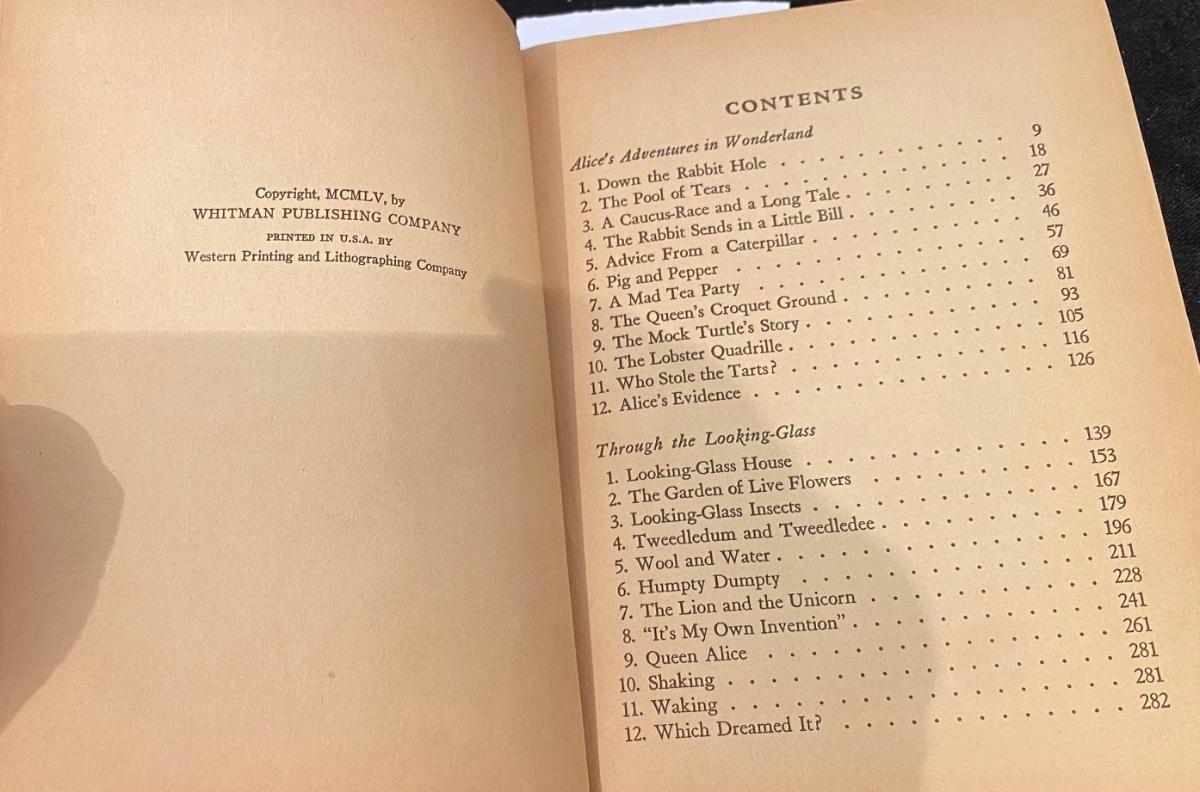 Copyright, MCMLV, by
WHITMAN PUBLISHING COMPANY
PRINTED IN U.S.A. BY
Western Printing and Lithographing Company
CONTENTS
Alice's Adventures in Wonderland
1. Down the Rabbit Hole . . . . . . . . . . . . 9
2. The Pool of Tears . . . . . . . . . . . . . 18
3. A Caucus-Race and a Long Tale . . . . . . . . . 27
4. The Rabbit Sends in a Little Bill . . . . . . . . . 36
5. Advice From a Caterpillar . . . . . . . . . . . 46
6. Pig and Pepper . . . . . . . . . . . . . . 57
7. A Mad Tea Party . . . . . . . . . . . . . 69
8. The Queen's Croquet Ground . . . . . . . . . . 81
9. The Mock Turtle's Story . . . . . . . . . . . 93
10. The Lobster Quadrille . . . . . . . . . . . . 105
11. Who Stole the Tarts? . . . . . . . . . . . . 116
12. Alice's Evidence . . . . . . . . . . . . . . 126
Through the Looking-Glass
1. Looking-Glass House . . . . . . . . . . . . 139
2. The Garden of Live Flowers . . . . . . . . . . 153
3. Looking-Glass Insects . . . . . . . . . . . . 167
4. Tweedledum and Tweedledee . . . . . . . . . . 179
5. Wool and Water . . . . . . . . . . . . . . 196
6. Humpty Dumpty . . . . . . . . . . . . . 211
7. The Lion and the Unicorn . . . . . . . . . . . 228
8. “It's My Own Invention” . . . . . . . . . . . 241
9. Queen Alice . . . . . . . . . . . . . . . 261
10. Shaking . . . . . . . . . . . . . . . . 281
11. Waking . . . . . . . . . . . . . . . . 281
12. Which Dreamed It? . . . . . . . . . . . . 282